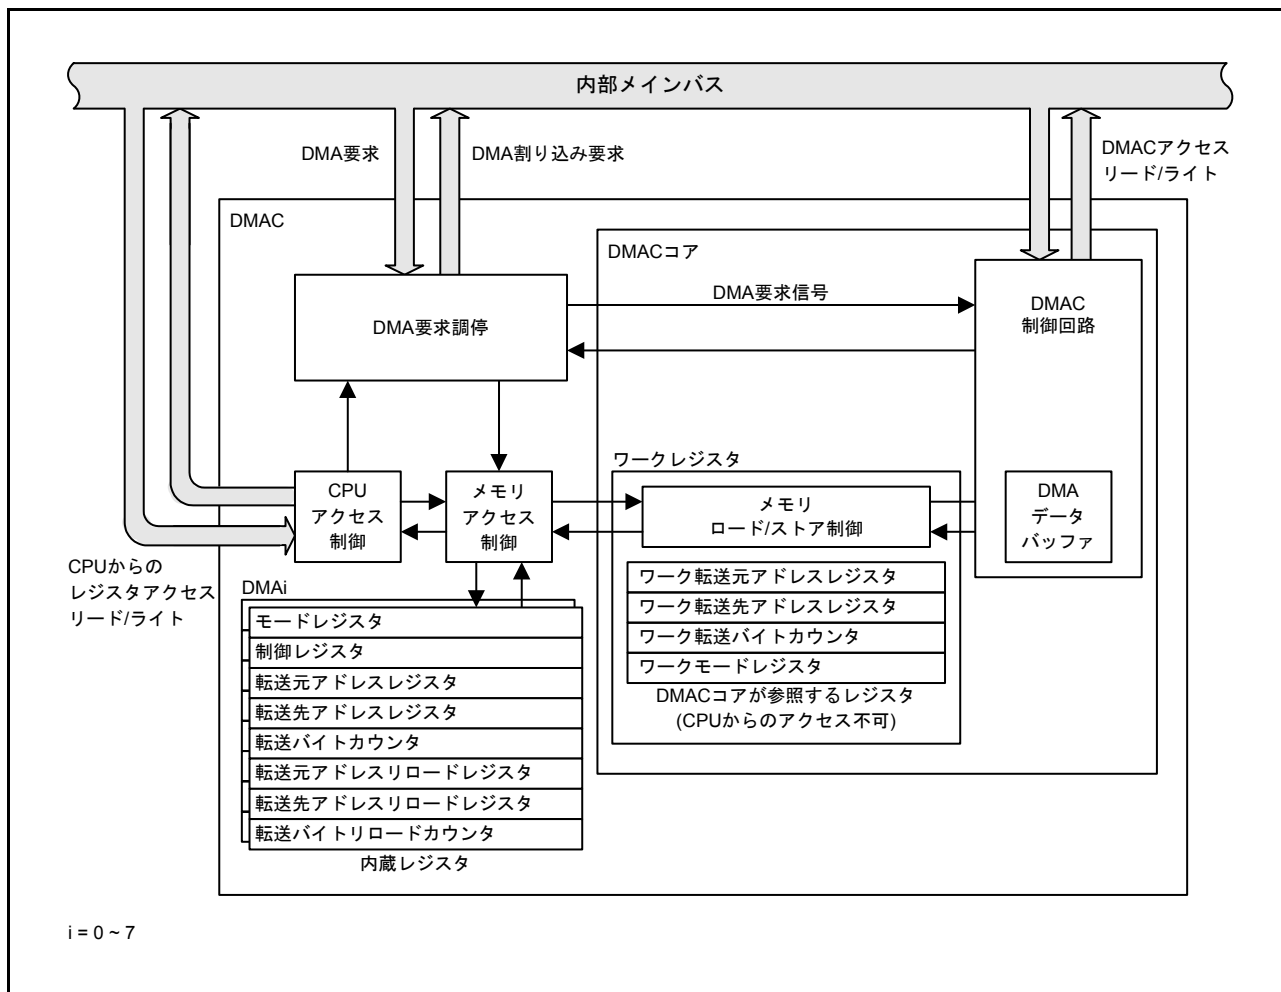 内部メインバス
DMA要求
DMA割り込み要求
DMACアクセス
リード/ライト
DMAC
DMACコア
DMA要求調停
DMA要求信号
DMAC
制御回路
CPU
アクセス
制御
メモリ
アクセス
制御
ワークレジスタ
メモリ
ロード/ストア制御
DMA
データ
バッファ
CPUからの
レジスタアクセス
リード/ライト
ワーク転送元アドレスレジスタ
ワーク転送先アドレスレジスタ
ワーク転送バイトカウンタ
ワークモードレジスタ
DMACコアが参照するレジスタ
(CPUからのアクセス不可)
DMAi
モードレジスタ
制御レジスタ
転送元アドレスレジスタ
転送先アドレスレジスタ
転送バイトカウンタ
転送元アドレスリロードレジスタ
転送先アドレスリロードレジスタ
転送バイトリロードカウンタ
内蔵レジスタ
i = 0 ~ 7